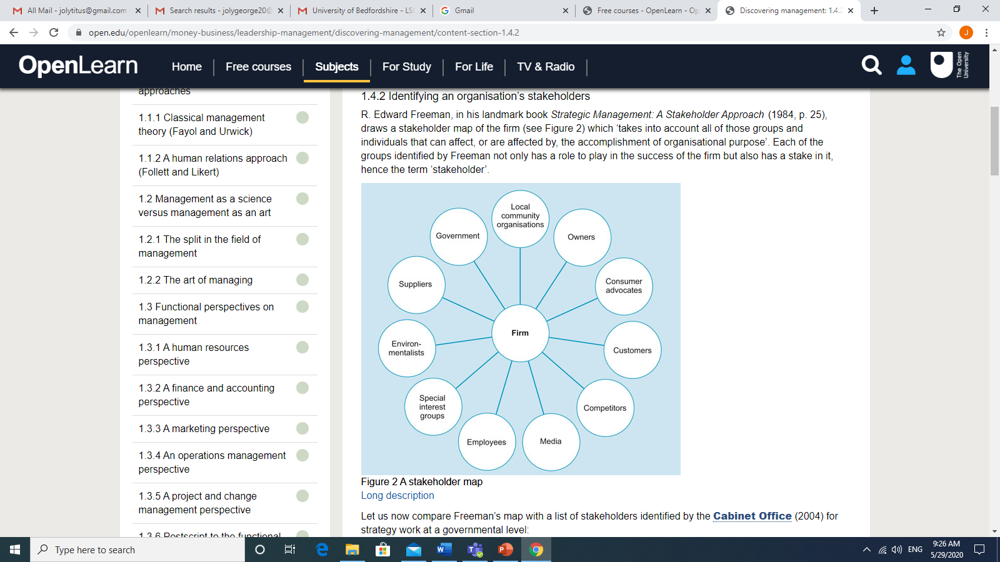 All Mail - jolytitus@gmail.com
Search results - jolygeorge20@
University of Bedfordshire - LS
Gmail
Free courses - OpenLearn - Op
Discovering management: 1.4.
open.edu/openlearn/money-business/leadership-management/discovering-management/content-section-1.4.2
J
OpenLearn
Home
Free courses
Subjects
For Study
For Life
TV & Radio
The Open
University
approaches
1.1.1 Classical management
theory (Fayol and Urwick)
1.1.2 A human relations approach
(Follett and Likert)
1.2 Management as a science
versus management as an art
1.2.1 The split in the field of
management
1.2.2 The art of managing
1.3 Functional perspectives on
management
1.3.1 A human resources
perspective
1.3.2 A finance and accounting
perspective
1.3.3 A marketing perspective
1.3.4 An operations management
perspective
1.3.5 A project and change
management perspective
1.3.6 Postscript to the functional
1.4.2 Identifying an organisation’s stakeholders
R. Edward Freeman, in his landmark book Strategic Management: A Stakeholder Approach (1984, p. 25),
draws a stakeholder map of the firm (see Figure 2) which ‘takes into account all of those groups and
individuals that can affect, or are affected by, the accomplishment of organisational purpose’. Each of the
groups identified by Freeman not only has a role to play in the success of the firm but also has a stake in it,
hence the term ‘stakeholder’.
Local
community
organisations
Government
Owners
Suppliers
Consumer
advocates
Firm
Environ-
mentalists
Customers
Special
interest
groups
Competitors
Employees
Media
Figure 2 A stakeholder map
Long description
Let us now compare Freeman’s map with a list of stakeholders identified by the Cabinet Office (2004) for
strategy work at a governmental level:
Type here to search
ENG
9:26 AM
5/29/2020